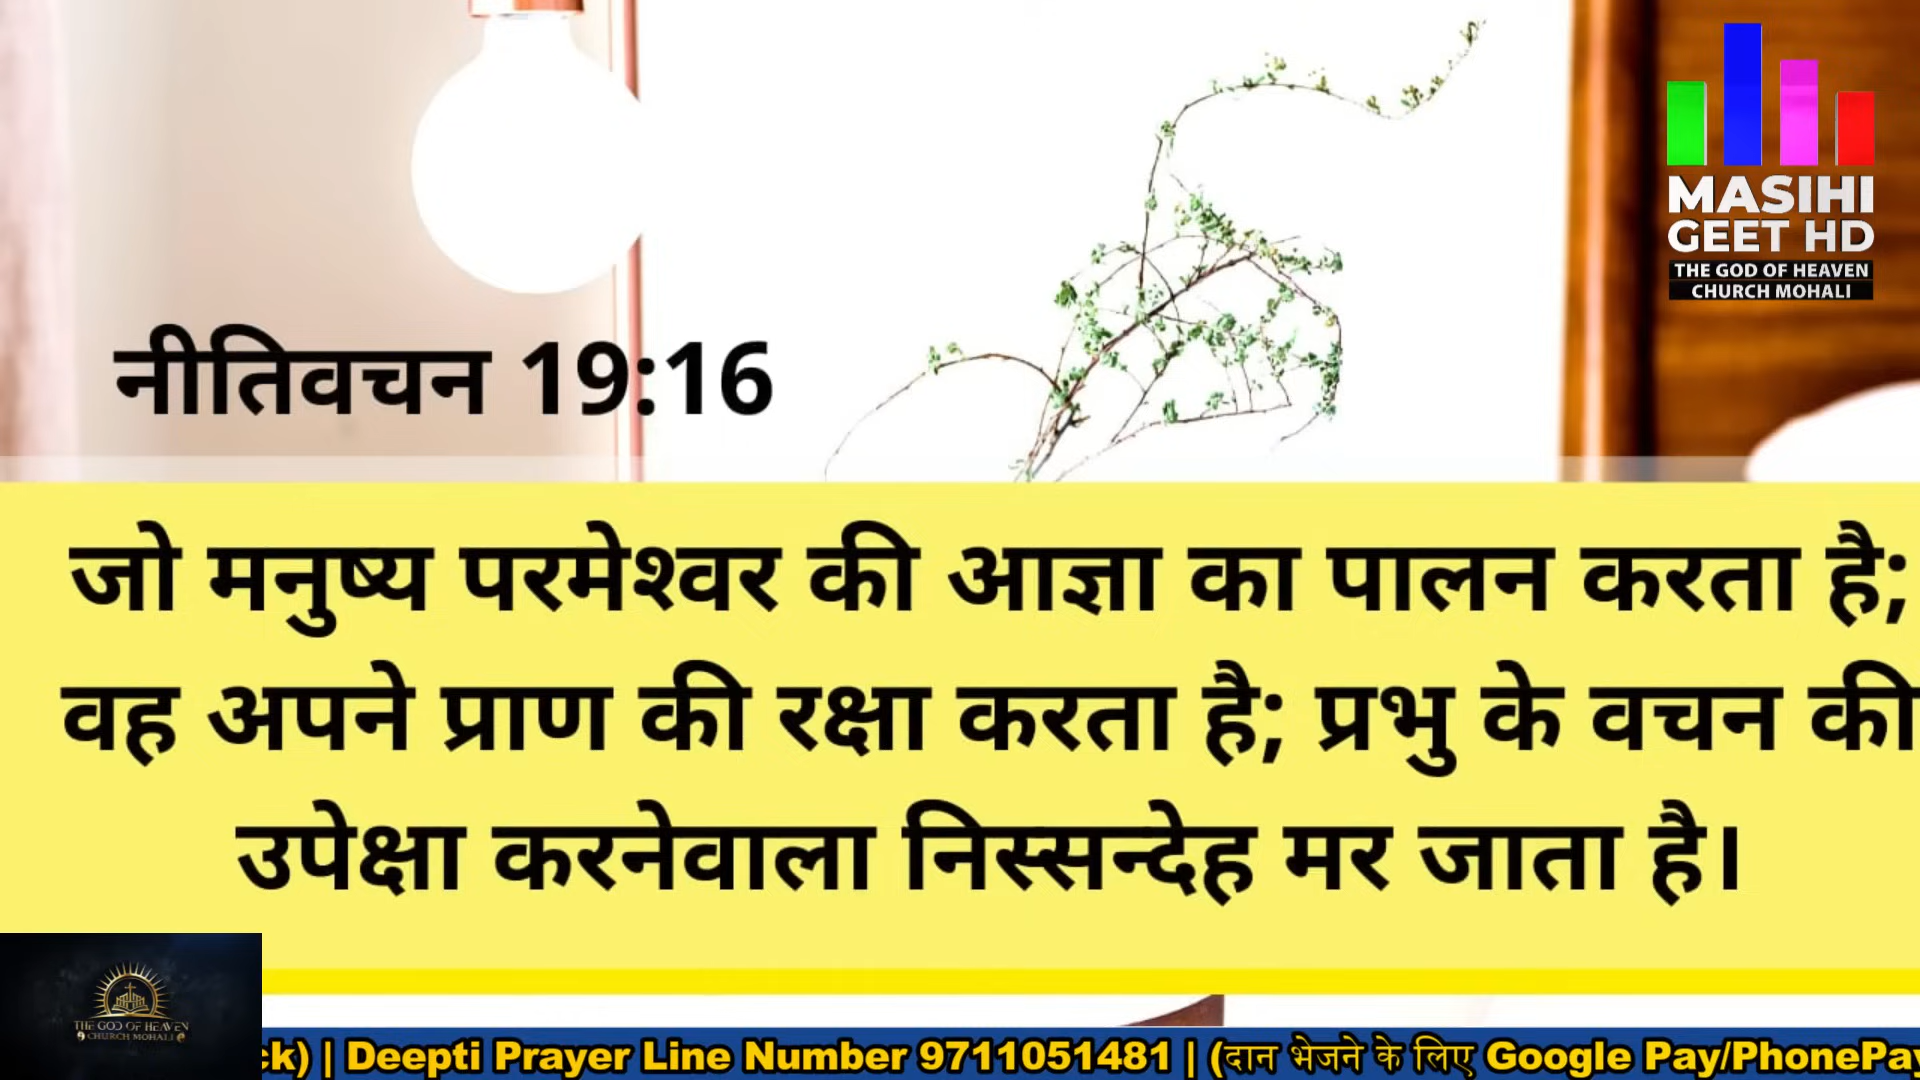 MASIHI
GEET HD
THE GOD OF HEAVEN
CHURCH MOHALI
नीतिवचन 19:16
जो मनुष्य परमेश्वर की आज्ञा का पालन करता है;
वह अपने प्राण की रक्षा करता है; प्रभु के वचन की
उपेक्षा करनेवाला निस्सन्देह मर जाता है।
THE GOD OF HEAVEN
CHURCH MOHALI
ck) | Deepti Prayer Line Number 9711051481 | (दान भेजने के लिए Google Pay/PhonePay